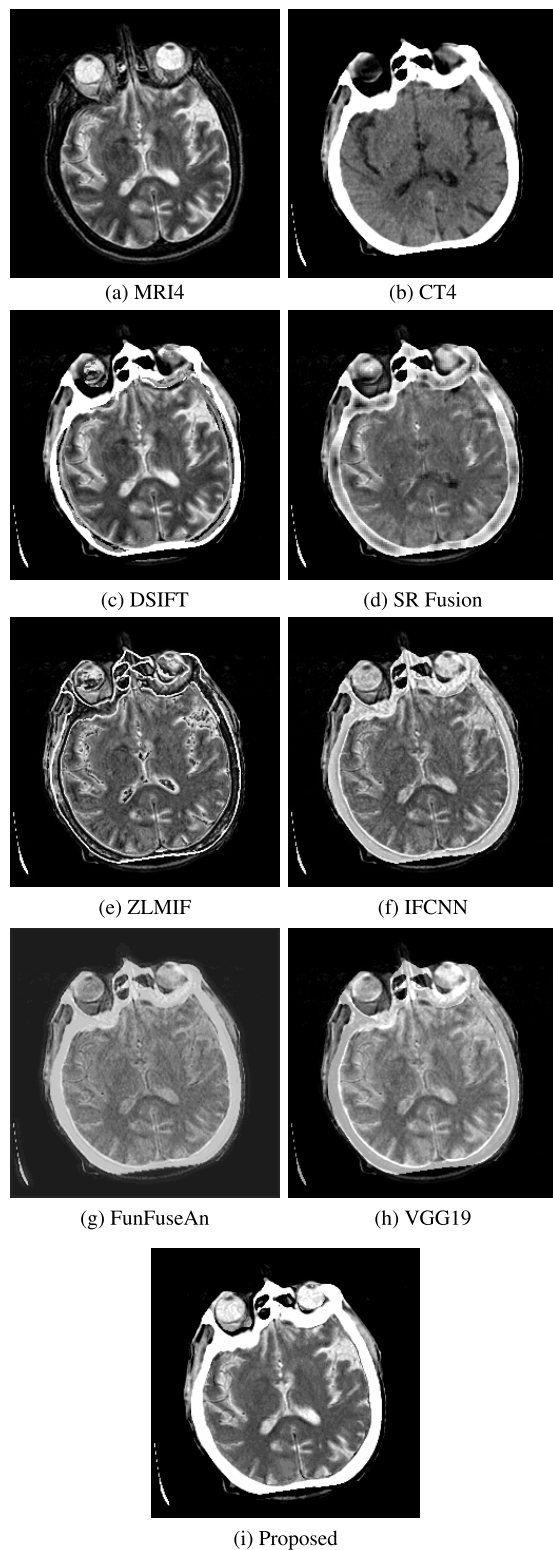 (a) MRI4
(b) CT4
(c) DSIFT
(d) SR Fusion
(e) ZLMIF
(f) IFCNN
(g) FunFuseAn
(h) VGG19
(i) Proposed